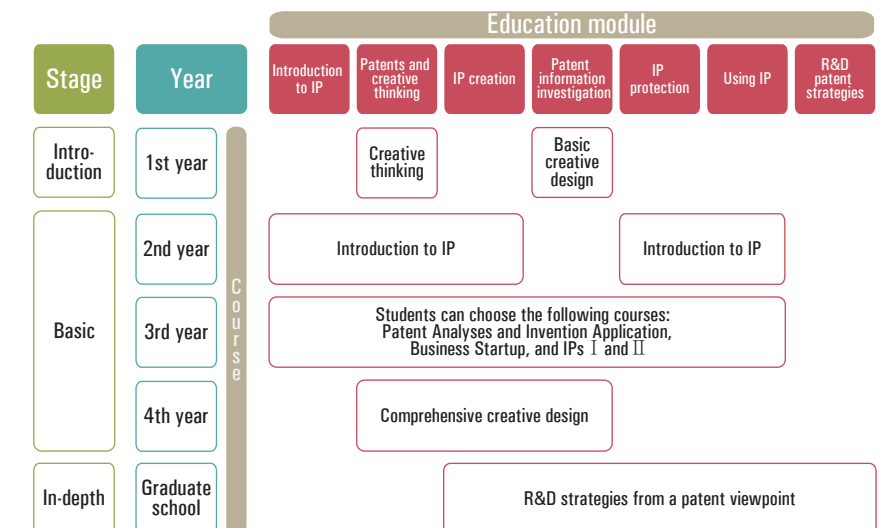 Education module
Stage
Year
Introduction
to IP
Patents and
creative
thinking
IP creation
Patent
information
investigation
IP
protection
Using IP
R&D
patent
strategies
Course
Intro-
duction
1st year
Creative
thinking
Basic
creative
design
Basic
2nd year
Introduction to IP
Introduction to IP
3rd year
Students can choose the following courses:
Patent Analyses and Invention Application,
Business Startup, and IPs Ⅰ and Ⅱ
4th year
Comprehensive creative design
In-depth
Graduate
school
R&D strategies from a patent viewpoint